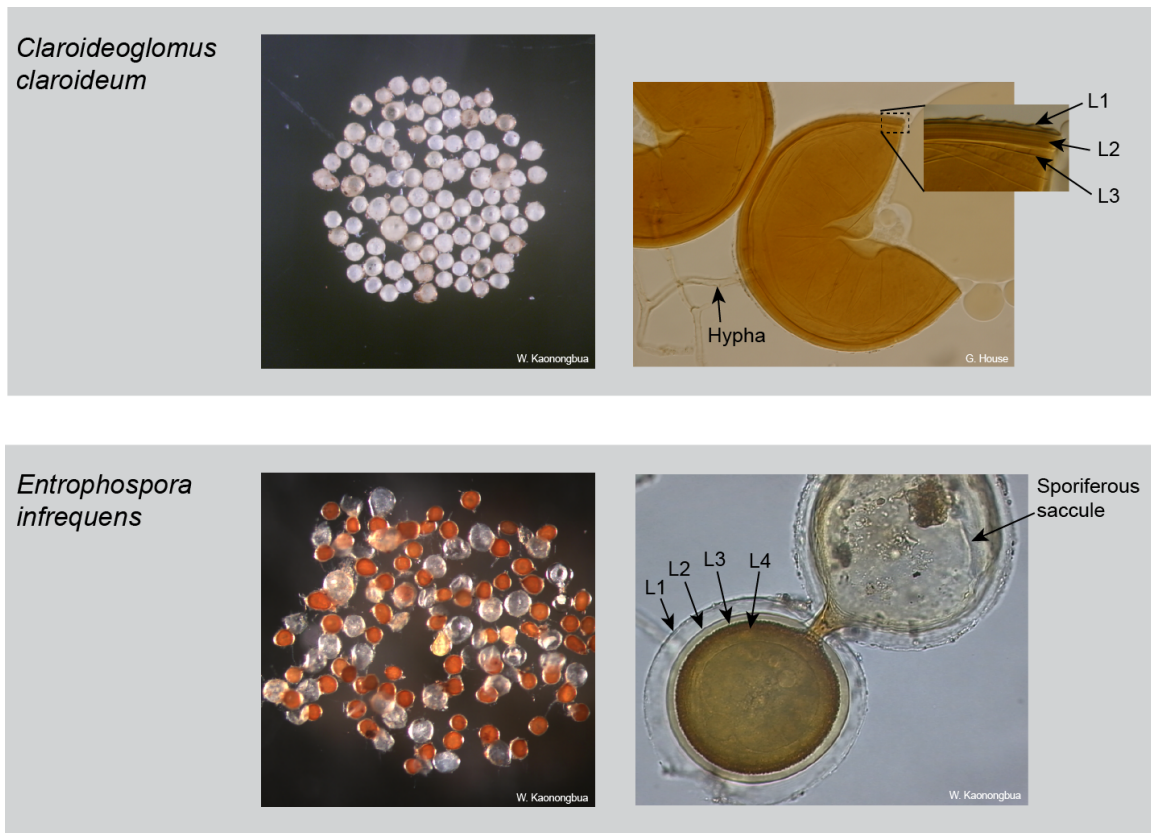 Claroideoglomus
claroideum
W. Kaonongbua
L1
L2
L3
Hypha
G. House
Entrophospora
infrequens
W. Kaonongbua
Sporiferous
saccule
L1
L2
L3
L4
W. Kaonongbua